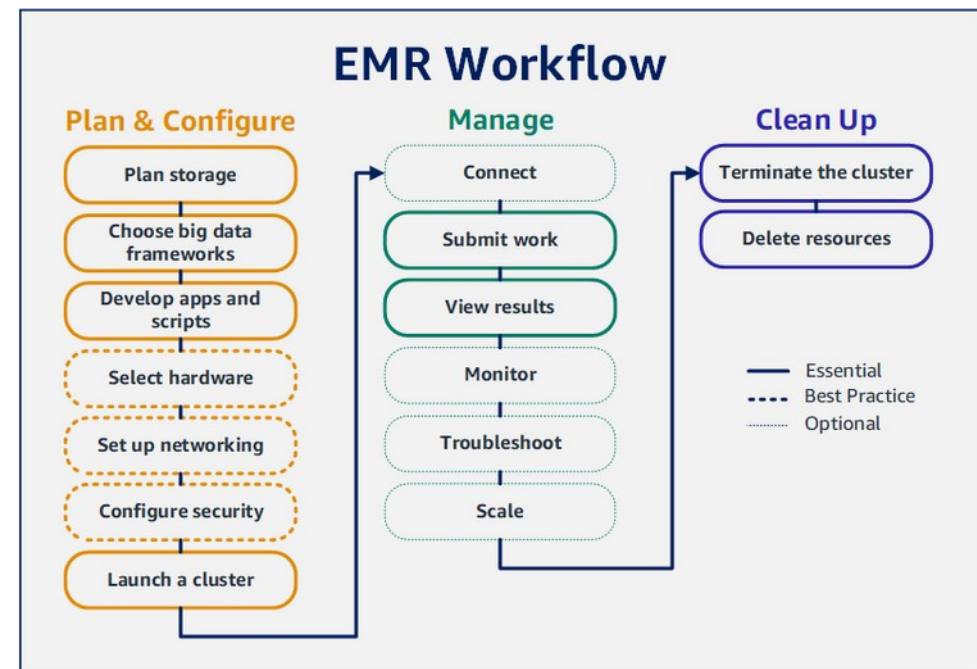 EMR Workflow
Plan & Configure
Plan storage
Choose big data
frameworks
Develop apps and
scripts
Select hardware
Set up networking
Configure security
Launch a cluster
Manage
Connect
Submit work
View results
Monitor
Troubleshoot
Scale
Clean Up
Terminate the cluster
Delete resources
Essential
Best Practice
Optional